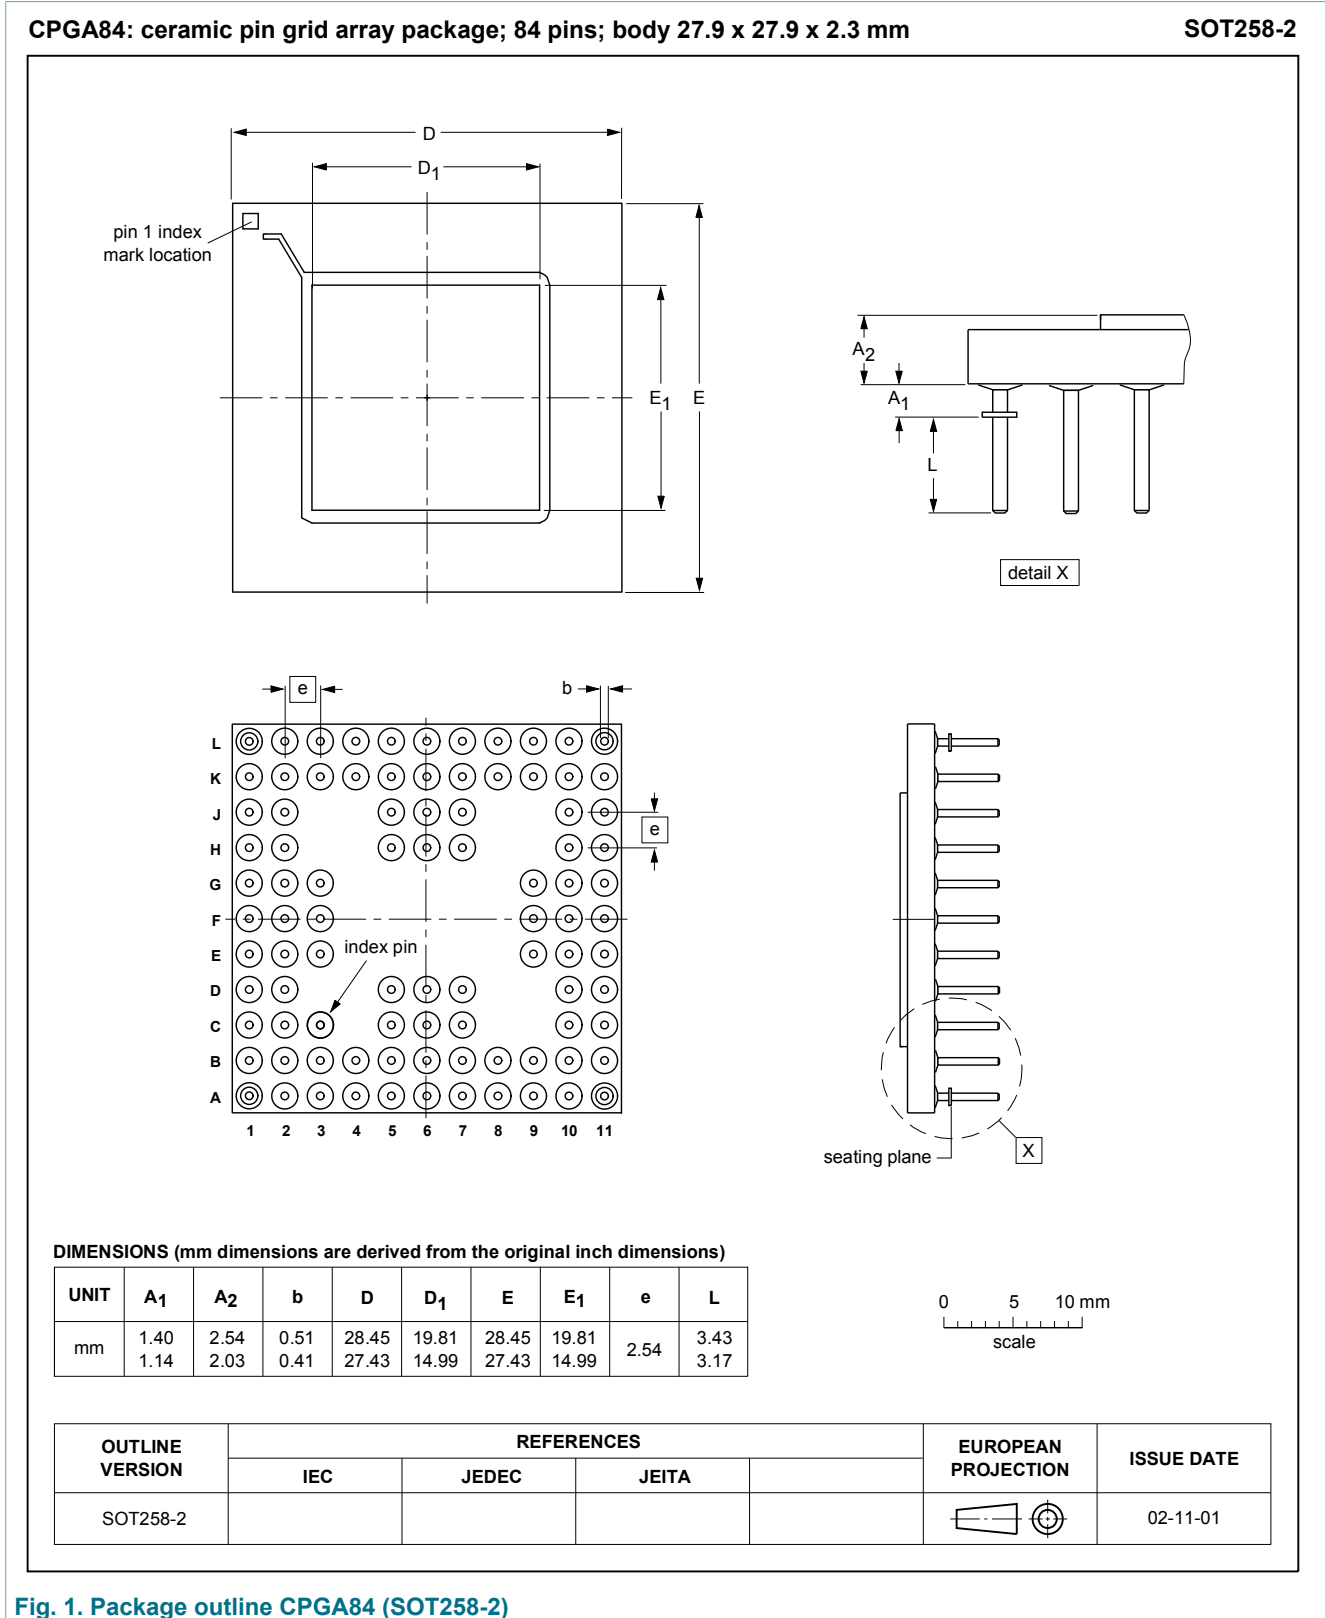 CPGA84: ceramic pin grid array package; 84 pins; body 27.9 x 27.9 x 2.3 mm SOT258-2
D
D1
pin 1 index
mark location
E1 E
A2
A1
L
detail X
e b
L
K
J
H
e
G
F
E
index pin
D
C
B
A
1 2 3 4 5 6 7 8 9 10 11
seating plane
X
DIMENSIONS (mm dimensions are derived from the original inch dimensions)
UNIT A1 A2 b D D1 E E1 e L
mm 1.40 2.54 0.51 28.45 19.81 28.45 19.81 2.54 3.43
1.14 2.03 0.41 27.43 14.99 27.43 14.99 3.17
0 5 10 mm
scale
OUTLINE VERSION REFERENCES EUROPEAN PROJECTION ISSUE DATE
IEC JEDEC JEITA
SOT258-2 02-11-01
Fig. 1. Package outline CPGA84 (SOT258-2)